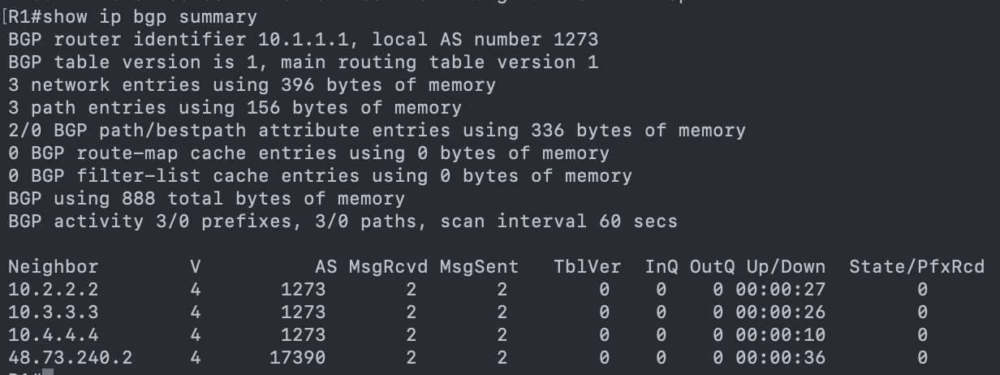 R1#show ip bgp summary
BGP router identifier 10.1.1.1, local AS number 1273
BGP table version is 1, main routing table version 1
3 network entries using 396 bytes of memory
3 path entries using 156 bytes of memory
2/0 BGP path/bestpath attribute entries using 336 bytes of memory
0 BGP route-map cache entries using 0 bytes of memory
0 BGP filter-list cache entries using 0 bytes of memory
BGP using 888 total bytes of memory
BGP activity 3/0 prefixes, 3/0 paths, scan interval 60 secs
Neighbor V AS MsgRcvd MsgSent TblVer InQ OutQ Up/Down State/PfxRcd
10.2.2.2 4 1273 2 2 0 0 0 00:00:27 0
10.3.3.3 4 1273 2 2 0 0 0 00:00:26 0
10.4.4.4 4 1273 2 2 0 0 0 00:00:10 0
48.73.240.2 4 17390 2 2 0 0 0 00:00:36 0